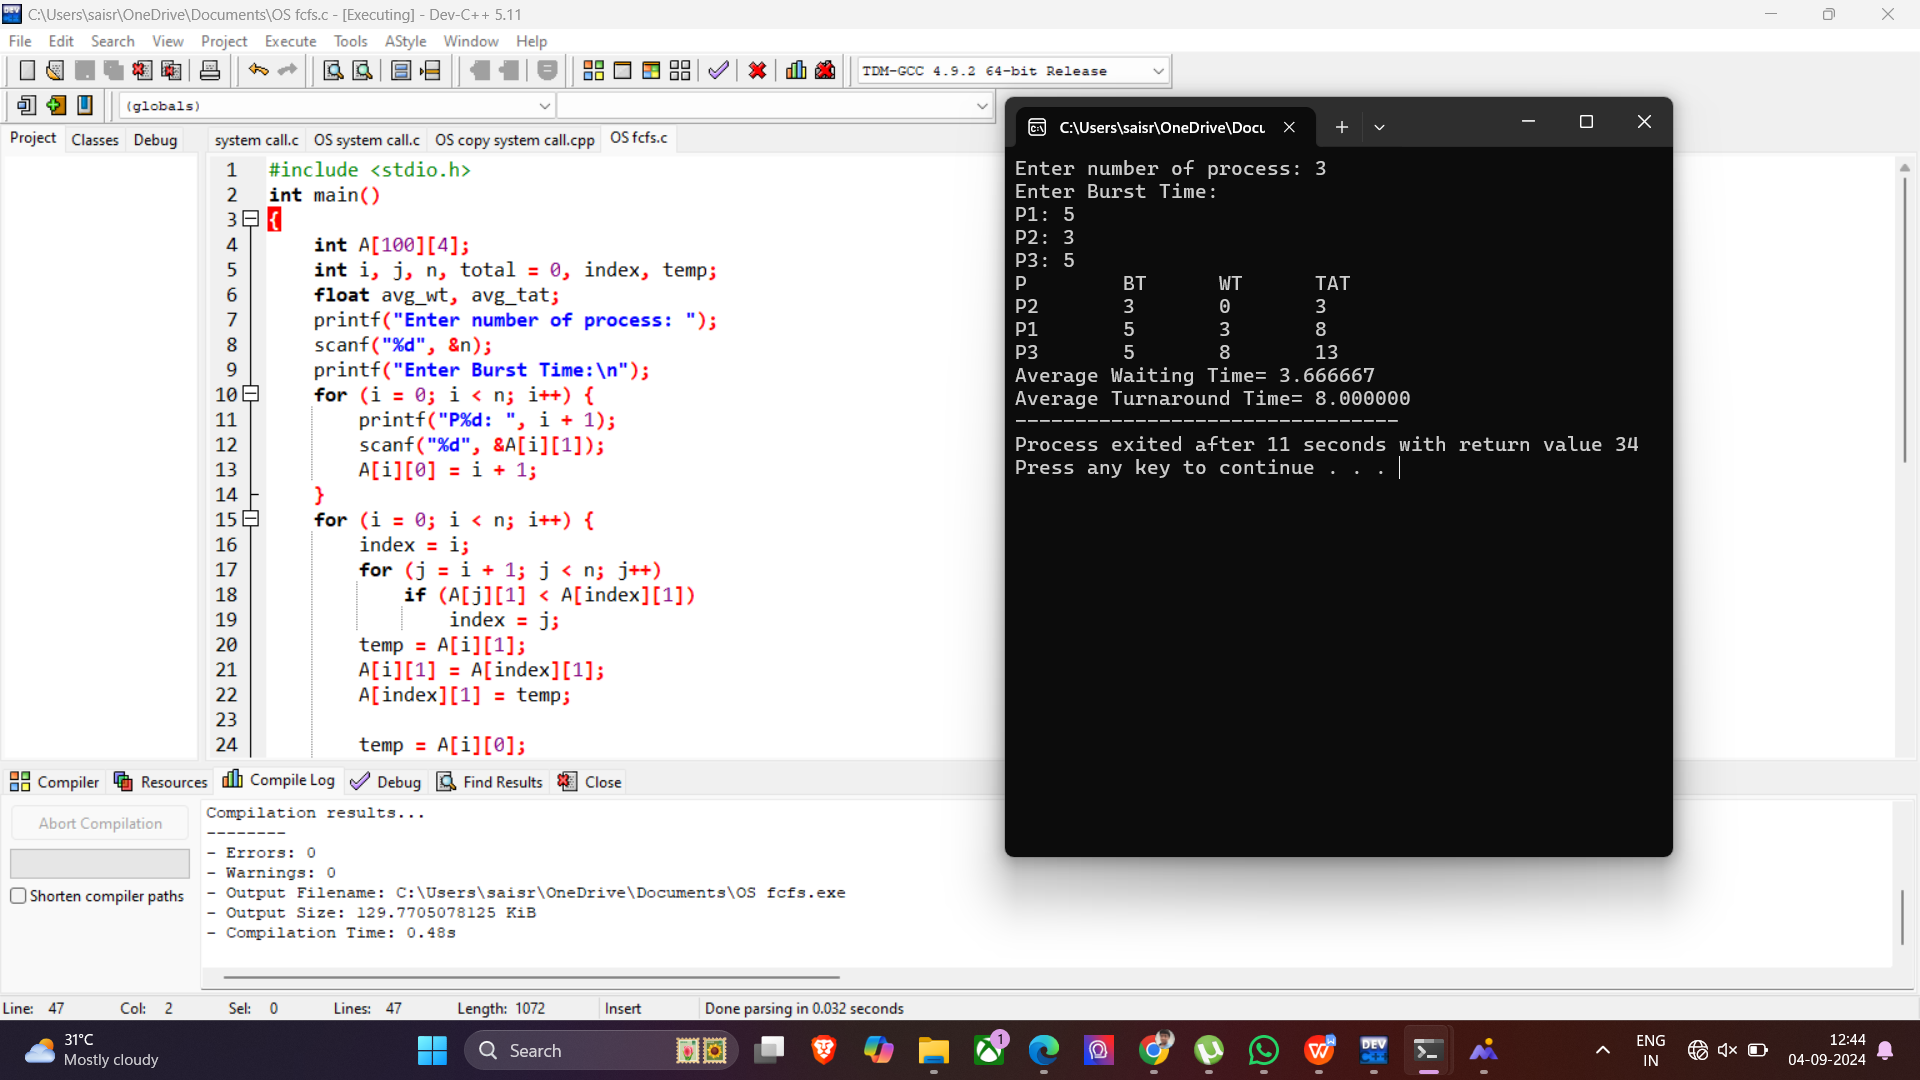 C:\Users\saisr\OneDrive\Documents\OS fcfs.c - [Executing] - Dev-C++ 5.11
File Edit Search View Project Execute Tools AStyle Window Help
TDM-GCC 4.9.2 64-bit Release
(globals)
Project Classes Debug
system call.c OS system call.c OS copy system call.cpp OS fcfs.c
1 #include <stdio.h>
2 int main()
3 {
4 int A[100][4];
5 int i, j, n, total = 0, index, temp;
6 float avg_wt, avg_tat;
7 printf("Enter number of process: ");
8 scanf("%d", &n);
9 printf("Enter Burst Time:\n");
10 for (i = 0; i < n; i++) {
11 printf("P%d: ", i + 1);
12 scanf("%d", &A[i][1]);
13 A[i][0] = i + 1;
14 }
15 for (i = 0; i < n; i++) {
16 index = i;
17 for (j = i + 1; j < n; j++)
18 if (A[j][1] < A[index][1])
19 index = j;
20 temp = A[i][1];
21 A[i][1] = A[index][1];
22 A[index][1] = temp;
23
24 temp = A[i][0];
C:\Users\saisr\OneDrive\Docu
Enter number of process: 3
Enter Burst Time:
P1: 5
P2: 3
P3: 5
P BT WT TAT
P2 3 0 3
P1 5 3 8
P3 5 8 13
Average Waiting Time= 3.666667
Average Turnaround Time= 8.000000
--------------------------------
Process exited after 11 seconds with return value 34
Press any key to continue . . .
Compiler Resources Compile Log Debug Find Results Close
Abort Compilation
Shorten compiler paths
Compilation results...
--------
- Errors: 0
- Warnings: 0
- Output Filename: C:\Users\saisr\OneDrive\Documents\OS fcfs.exe
- Output Size: 129.7705078125 KiB
- Compilation Time: 0.48s
Line: 47 Col: 2 Sel: 0 Lines: 47 Length: 1072 Insert Done parsing in 0.032 seconds
31°C
Mostly cloudy
Search
1
DEV
ENG
IN
12:44
04-09-2024